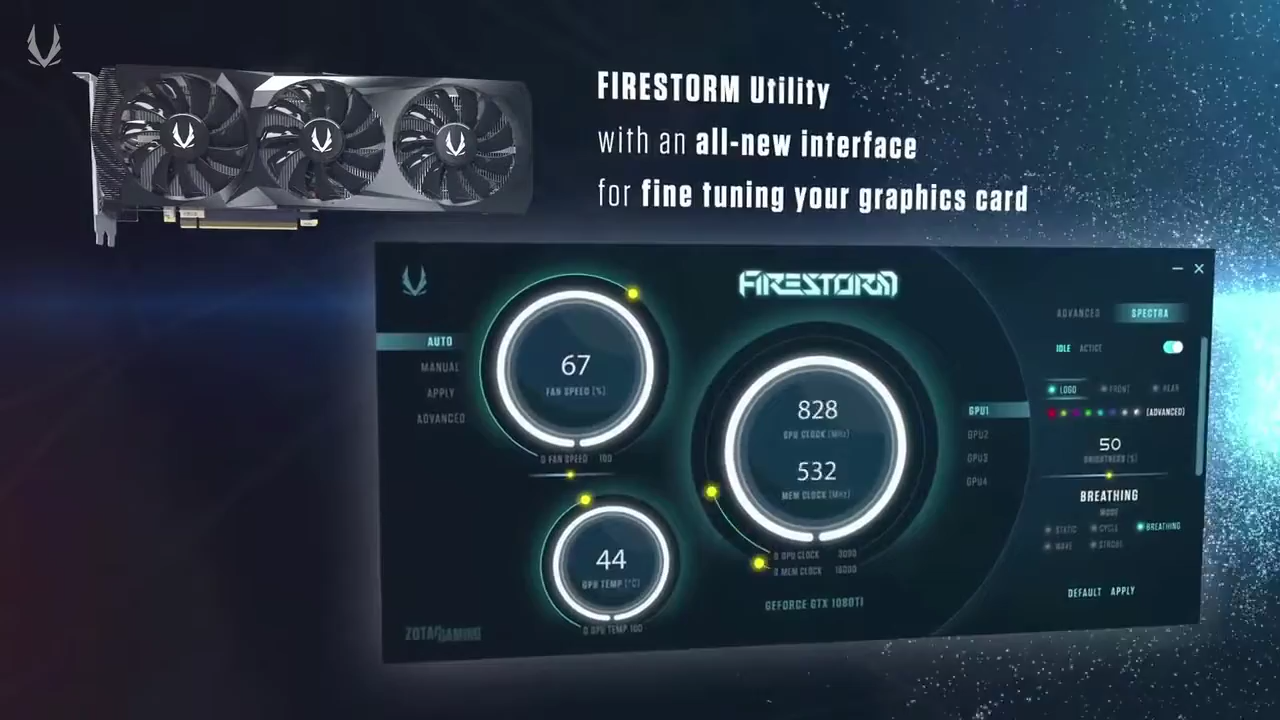 FIRESTORM Utility
with an all-new interface
for fine tuning your graphics card
FIRESTORM
AUTO
MANUAL
APPLY
ADVANCED
67
FAN SPEED (%)
0 FAN SPEED 100
44
GPU TEMP (°C)
0 GPU TEMP 100
828
GPU CLOCK (MHz)
532
MEM CLOCK (MHz)
0 GPU CLOCK 3090
0 MEM CLOCK 16000
GEFORCE GTX 1080TI
GPU1
GPU2
GPU3
GPU4
ADVANCED SPECTRA
IDLE ACTIVE
LOGO FRONT REAR
(ADVANCED)
50
BRIGHTNESS (%)
BREATHING
MODE
STATIC CYCLE BREATHING
WAVE STROBE
DEFAULT APPLY
ZOTAC GAMING